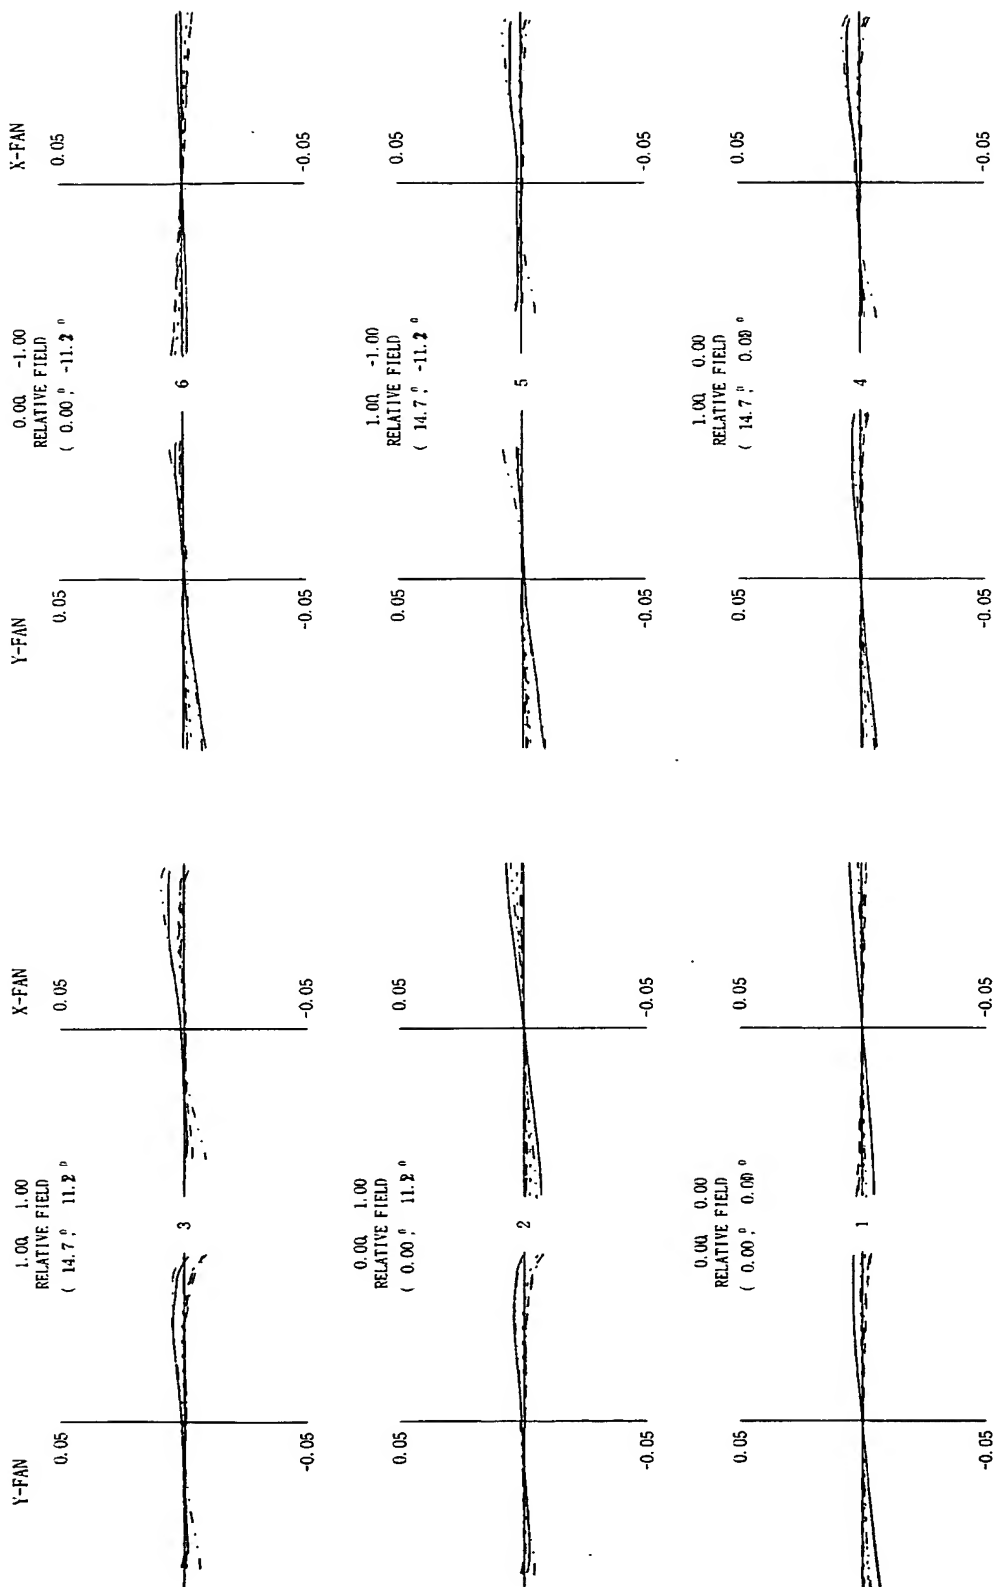 Y-FAN
X-FAN
0.05
1.00, 1.00
RELATIVE FIELD
( 14.7,° 11.2 °
0.05
3
-0.05
-0.05
0.05
0.00, 1.00
RELATIVE FIELD
( 0.00,° 11.2 °
0.05
2
-0.05
-0.05
0.05
0.00, 0.00
RELATIVE FIELD
( 0.00,° 0.00 °
0.05
1
-0.05
-0.05
Y-FAN
X-FAN
0.05
0.00, -1.00
RELATIVE FIELD
( 0.00,° -11.2 °
0.05
6
-0.05
-0.05
0.05
1.00, -1.00
RELATIVE FIELD
( 14.7,° -11.2 °
0.05
5
-0.05
-0.05
0.05
1.00, 0.00
RELATIVE FIELD
( 14.7,° 0.00 °
0.05
4
-0.05
-0.05